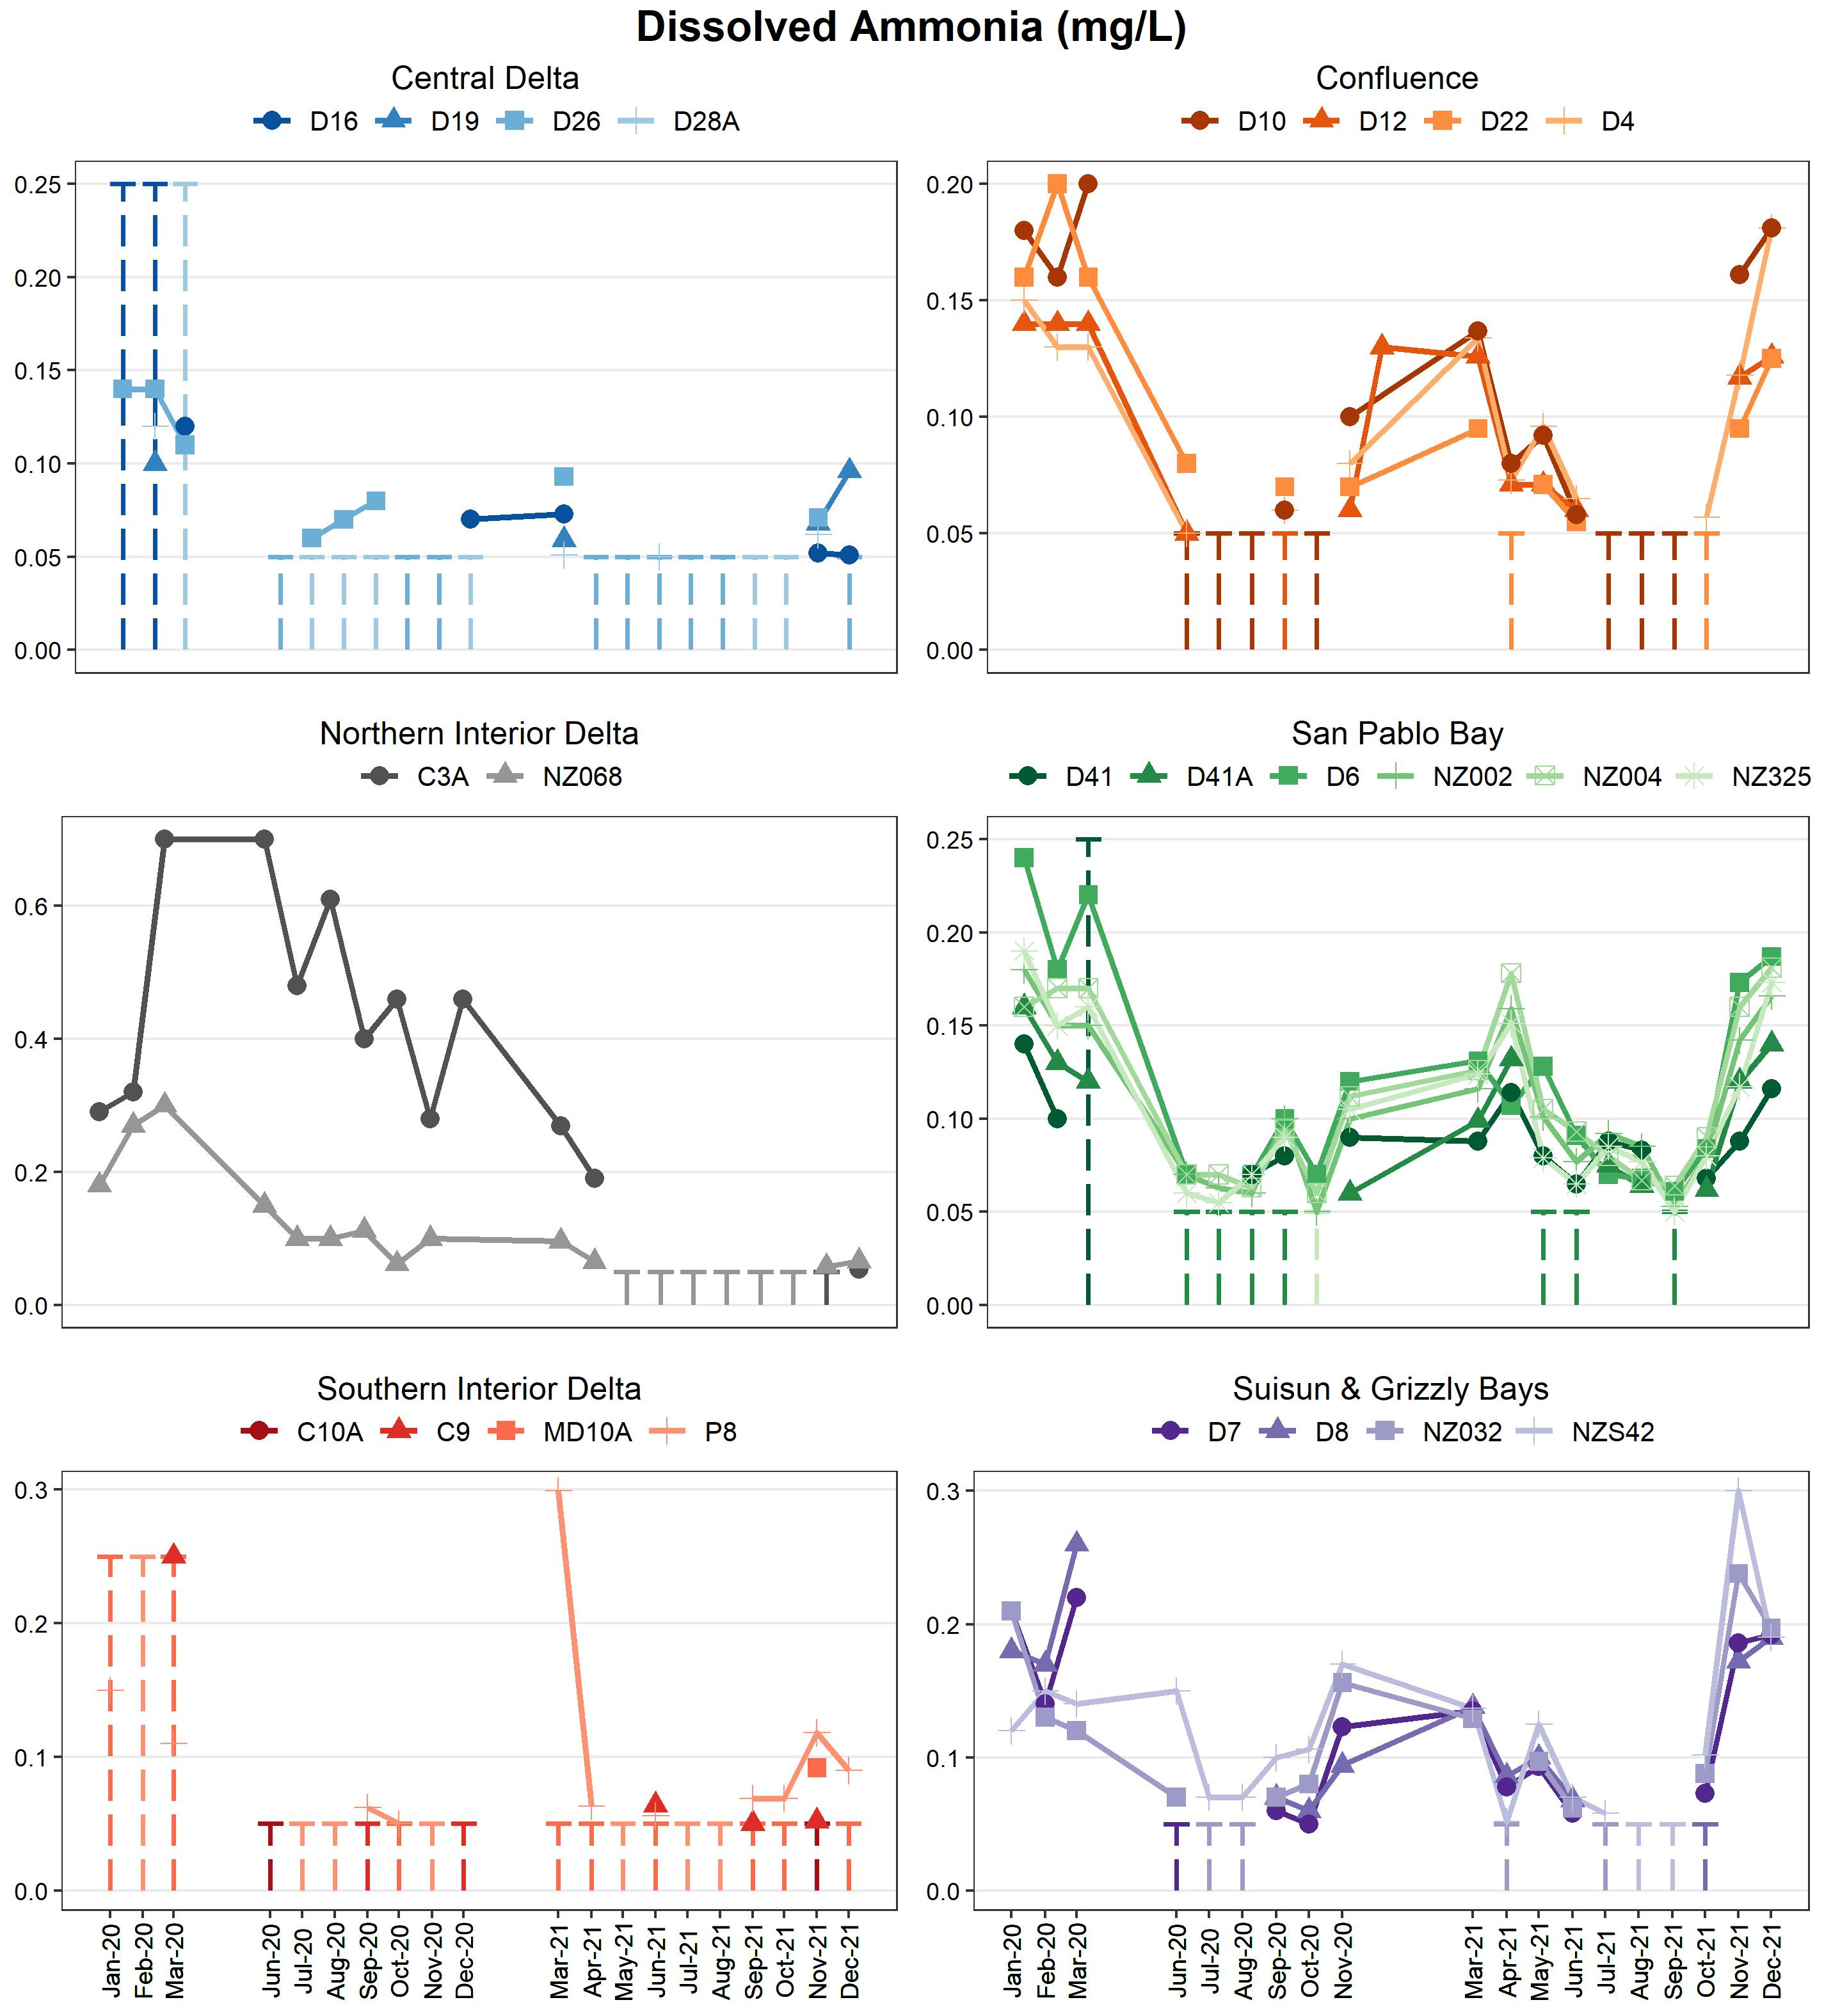 Dissolved Ammonia (mg/L)
Central Delta
D16 D19 D26 D28A
0.25
0.20
0.15
0.10
0.05
0.00
Confluence
D10 D12 D22 D4
0.20
0.15
0.10
0.05
0.00
Northern Interior Delta
C3A NZ068
0.6
0.4
0.2
0.0
San Pablo Bay
D41 D41A D6 NZ002 NZ004 NZ325
0.25
0.20
0.15
0.10
0.05
0.00
Southern Interior Delta
C10A C9 MD10A P8
0.3
0.2
0.1
0.0
Jan-20
Feb-20
Mar-20
Jun-20
Jul-20
Aug-20
Sep-20
Oct-20
Nov-20
Dec-20
Mar-21
Apr-21
May-21
Jun-21
Jul-21
Aug-21
Sep-21
Oct-21
Nov-21
Dec-21
Suisun & Grizzly Bays
D7 D8 NZ032 NZS42
0.3
0.2
0.1
0.0
Jan-20
Feb-20
Mar-20
Jun-20
Jul-20
Aug-20
Sep-20
Oct-20
Nov-20
Mar-21
Apr-21
May-21
Jun-21
Jul-21
Aug-21
Sep-21
Oct-21
Nov-21
Dec-21